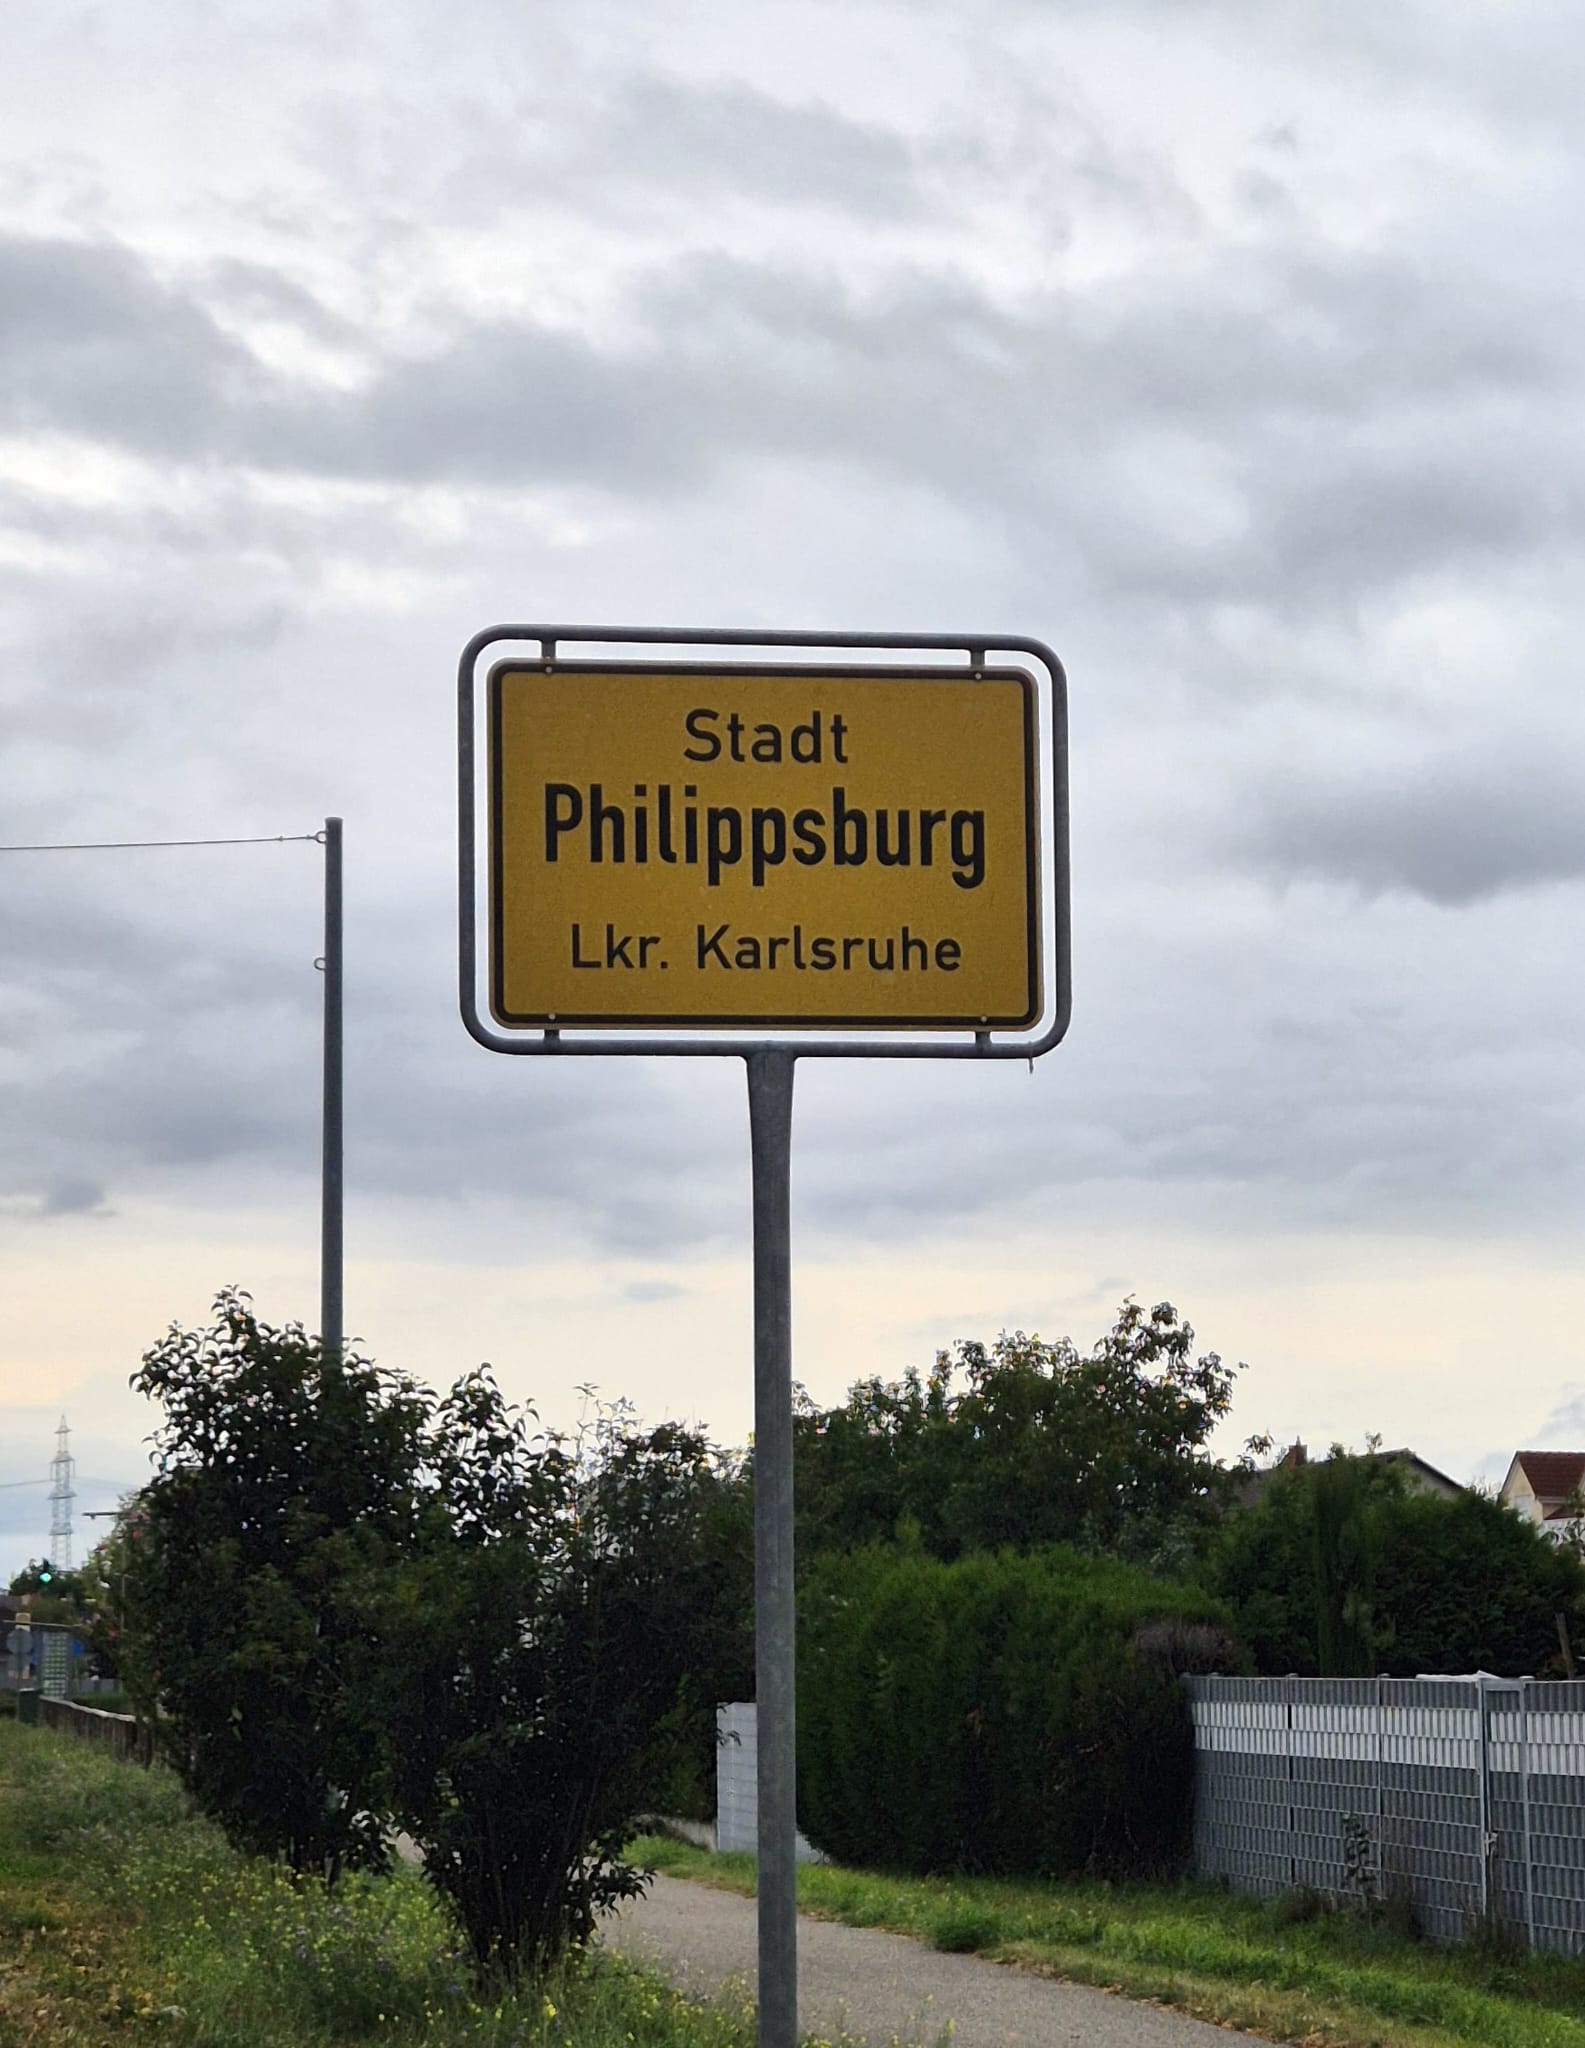 Stadt
Philippsburg
Lkr. Karlsruhe